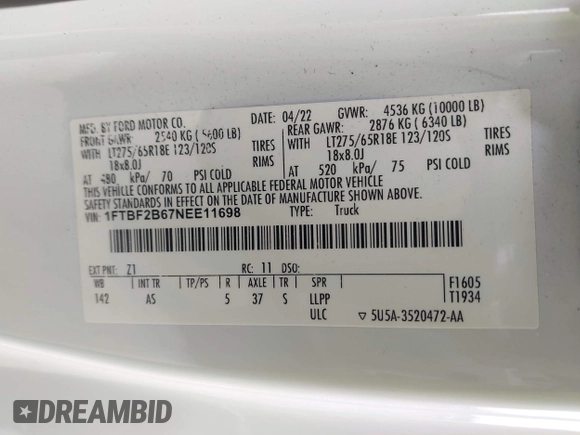 MFD. BY FORD MOTOR CO. DATE: 04/22 GVWR: 4536 KG (10000 LB)
FRONT GAWR: 2540 KG ( 5600 LB) REAR GAWR: 2876 KG ( 6340 LB)
WITH LT275/65R18E 123/120S TIRES WITH LT275/65R18E 123/120S TIRES
18x8.0J RIMS 18x8.0J RIMS
AT 480 kPa/ 70 PSI COLD AT 520 kPa/ 75 PSI COLD
THIS VEHICLE CONFORMS TO ALL APPLICABLE FEDERAL MOTOR VEHICLE
SAFETY STANDARDS IN EFFECT ON THE DATE OF MANUFACTURE SHOWN ABOVE.
VIN: 1FTBF2B67NEE11698 TYPE: Truck
EXT PNT: Z1 RC: 11 DSO: F1605
WB INT TR TP/PS R AXLE TR SPR T1934
142 AS 5 37 S LLPP
ULC ▽ 5U5A-3520472-AA
DREAMBID